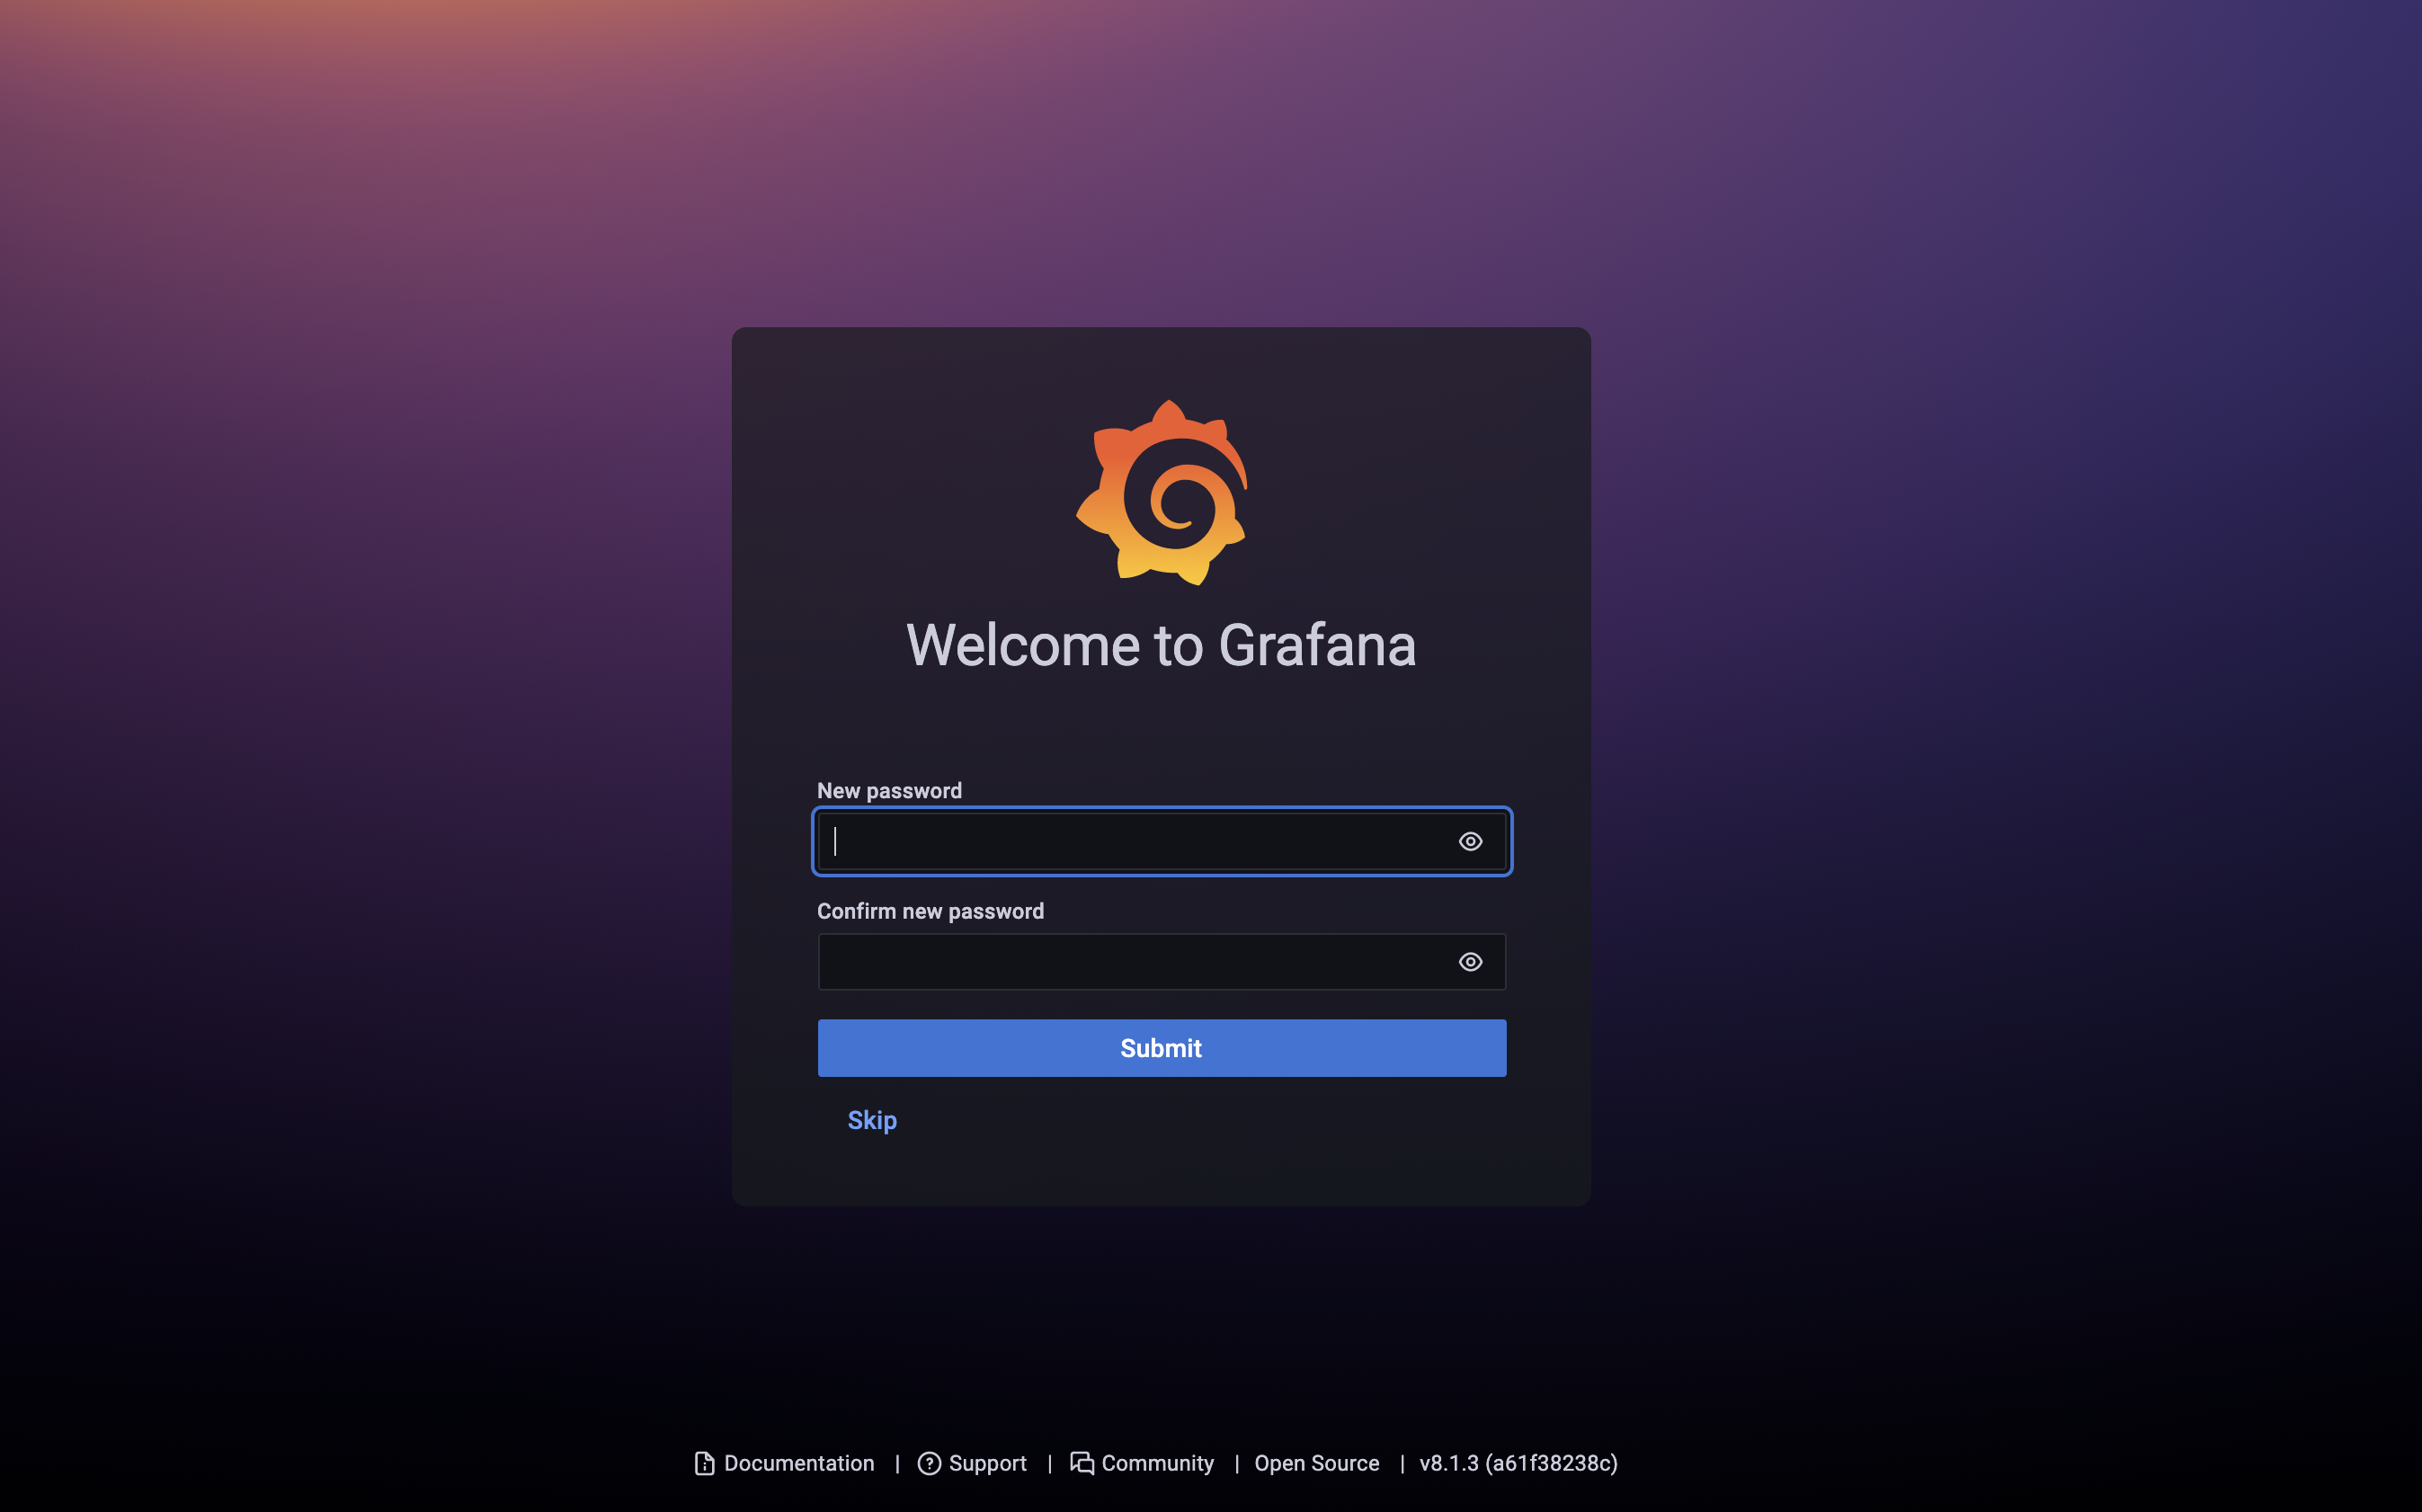 Welcome to Grafana
New password
Confirm new password
Submit
Skip
Documentation | Support | Community | Open Source | v8.1.3 (a61f38238c)